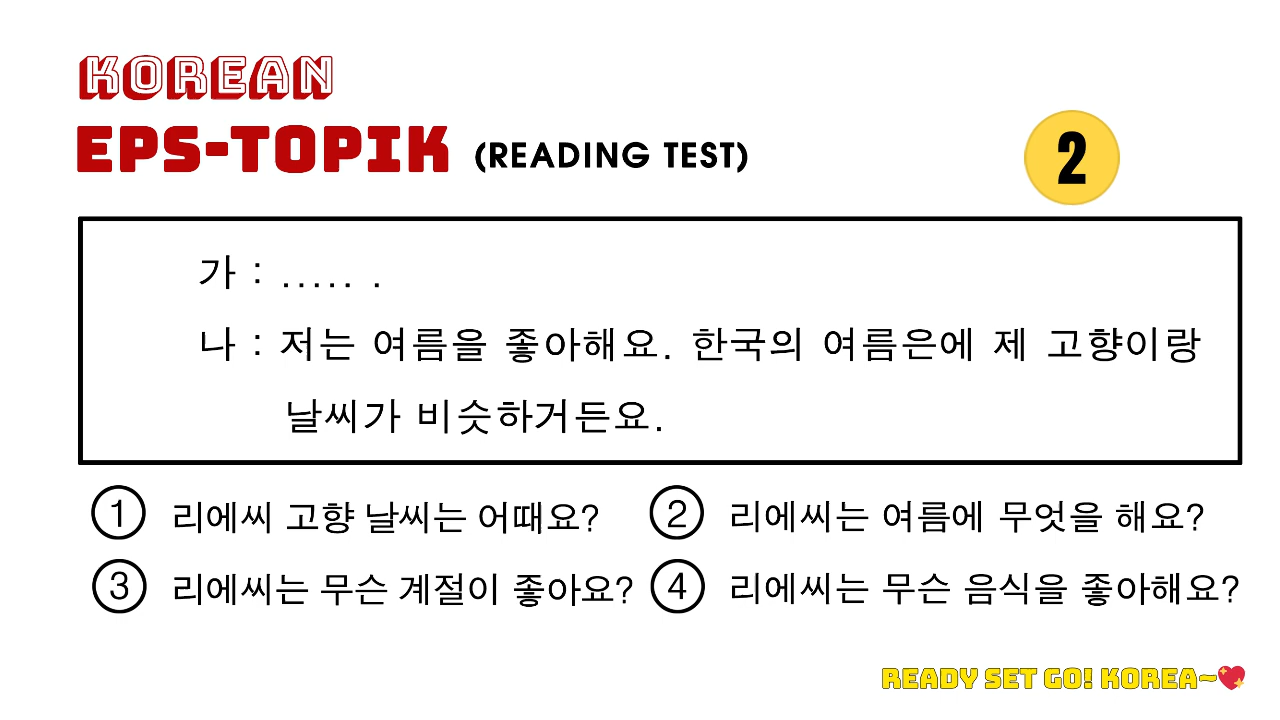 KOREAN
EPS-TOPIK (READING TEST)
2
가 : ..... .
나 : 저는 여름을 좋아해요. 한국의 여름은에 제 고향이랑
날씨가 비슷하거든요.
① 리에씨 고향 날씨는 어때요? ② 리에씨는 여름에 무엇을 해요?
③ 리에씨는 무슨 계절이 좋아요? ④ 리에씨는 무슨 음식을 좋아해요?
READY SET GO! KOREA~💖